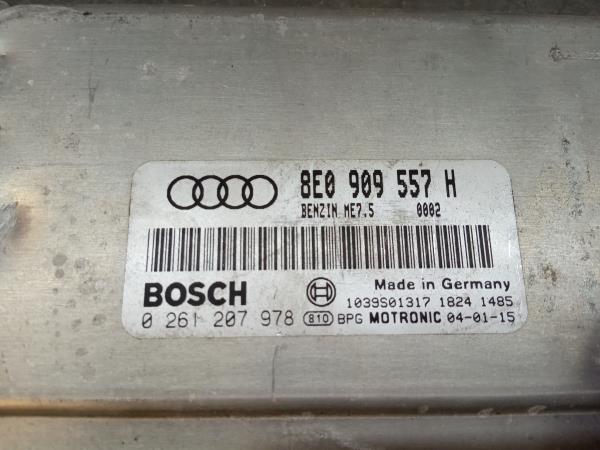 8E0 909 557 H
BENZIN ME7.5 0002
BOSCH Made in Germany
1039S01317 1824 1485
0 261 207 978 810 BPG MOTRONIC 04-01-15